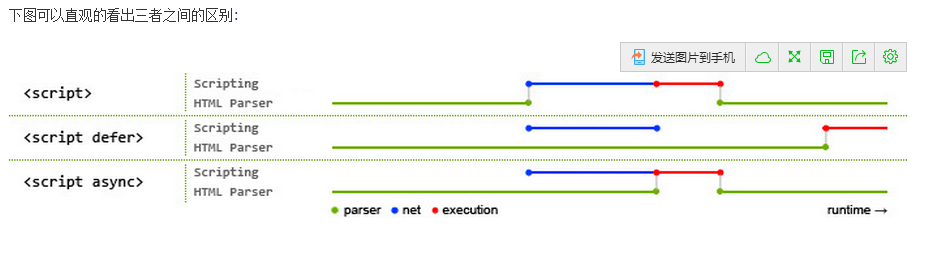 下图可以直观的看出三者之间的区别:
发送图片到手机
<script>
Scripting
HTML Parser
<script defer>
Scripting
HTML Parser
<script async>
Scripting
HTML Parser
parser net execution runtime →